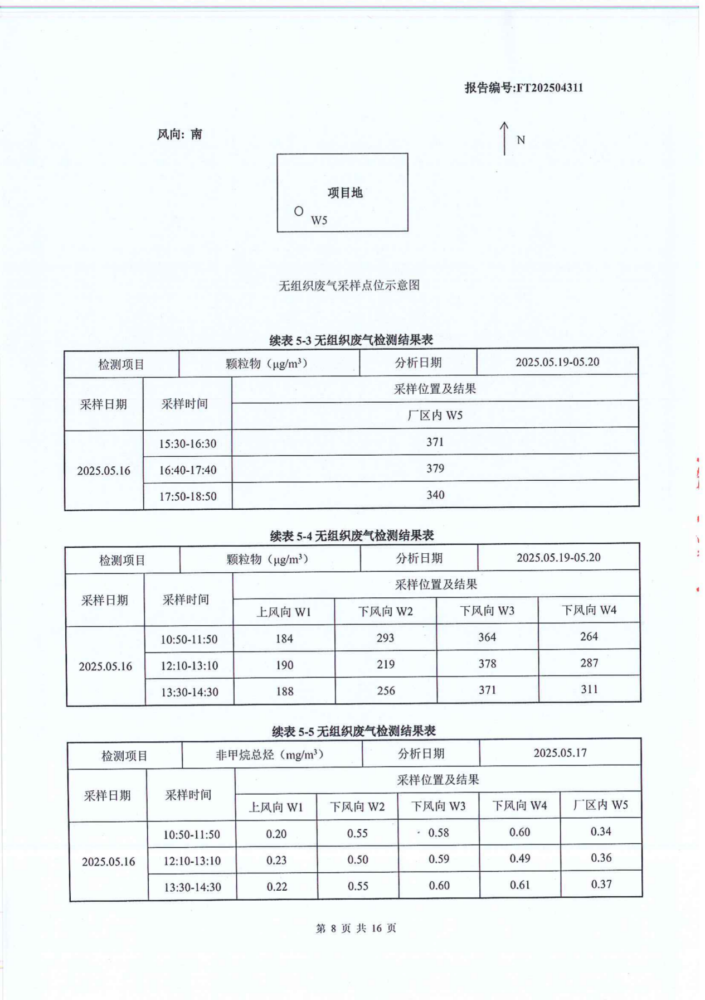 报告编号:FT202504311
风向: 南
N
项目地
W5
无组织废气采样点位示意图
续表 5-3 无组织废气检测结果表
检测项目 颗粒物（μg/m³） 分析日期 2025.05.19-05.20
采样日期 采样时间 采样位置及结果
厂区内 W5
2025.05.16 15:30-16:30 371
16:40-17:40 379
17:50-18:50 340
续表 5-4 无组织废气检测结果表
检测项目 颗粒物（μg/m³） 分析日期 2025.05.19-05.20
采样日期 采样时间 采样位置及结果
上风向 W1 下风向 W2 下风向 W3 下风向 W4
2025.05.16 10:50-11:50 184 293 364 264
12:10-13:10 190 219 378 287
13:30-14:30 188 256 371 311
续表 5-5 无组织废气检测结果表
检测项目 非甲烷总烃（mg/m³） 分析日期 2025.05.17
采样日期 采样时间 采样位置及结果
上风向 W1 下风向 W2 下风向 W3 下风向 W4 厂区内 W5
2025.05.16 10:50-11:50 0.20 0.55 0.58 0.60 0.34
12:10-13:10 0.23 0.50 0.59 0.49 0.36
13:30-14:30 0.22 0.55 0.60 0.61 0.37
第 8 页 共 16 页